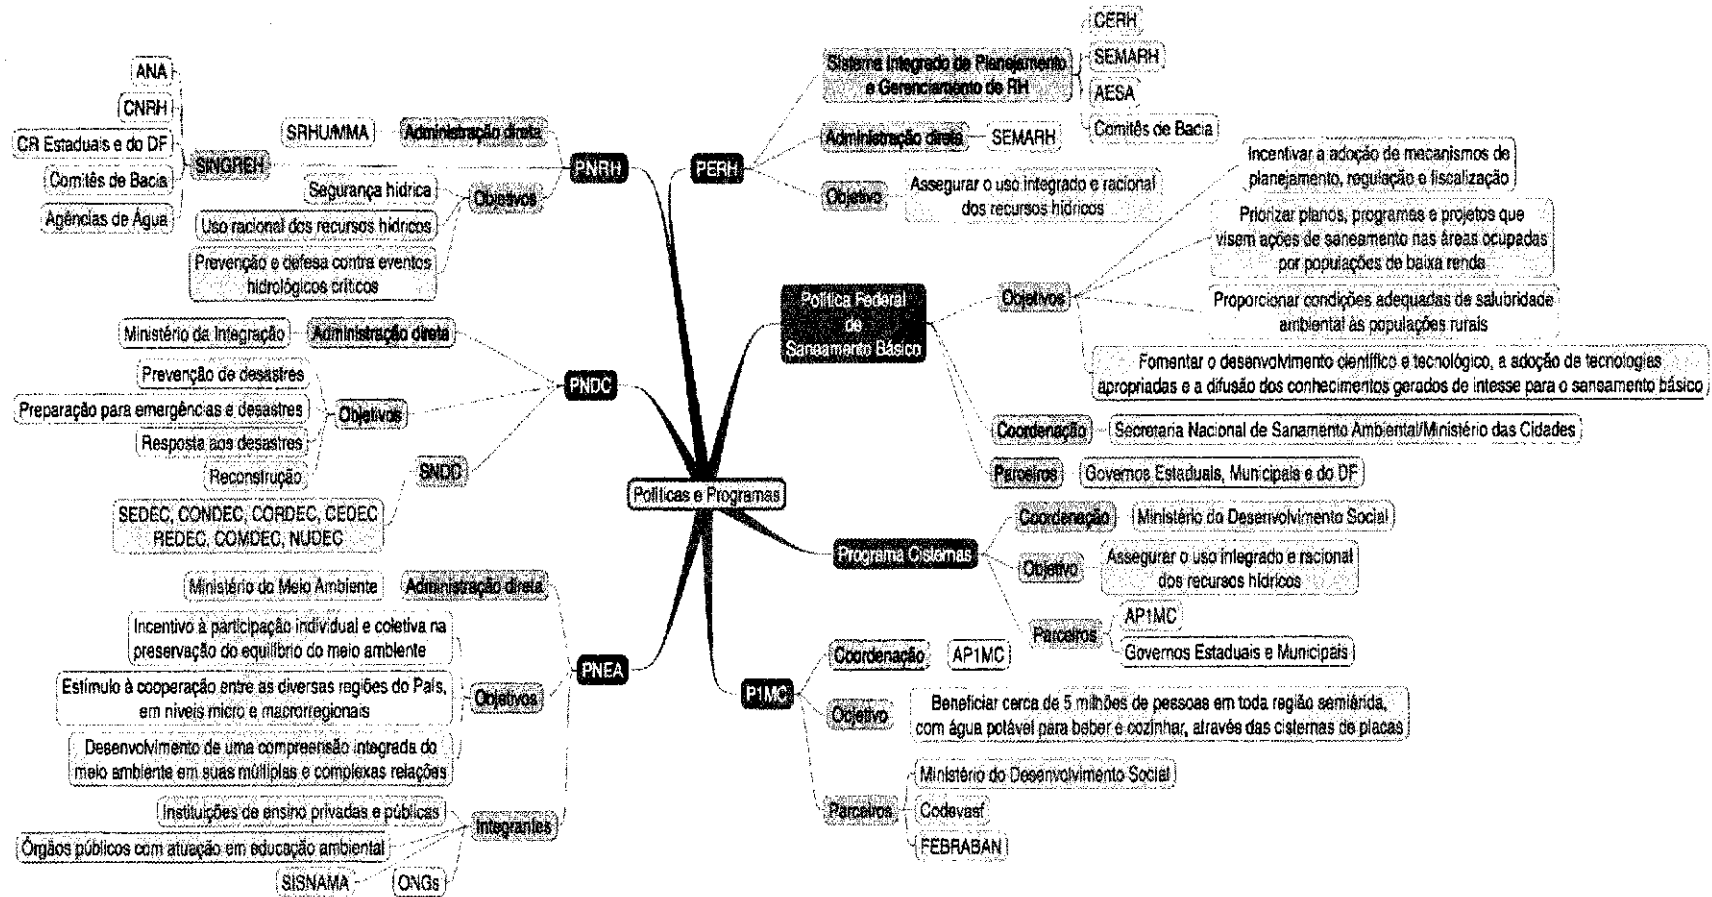 ANA
CNRH
CR Estaduais e do DF
Comitês de Bacia
Agências de Água
SINGREH
SRHU/MMA
Administração direta
Segurança hídrica
Uso racional dos recursos hídricos
Prevenção e defesa contra eventos
hidrológicos críticos
Objetivos
PNRH
Ministério da Integração
Administração direta
Prevenção de desastres
Preparação para emergências e desastres
Resposta aos desastres
Reconstrução
Objetivos
SNDC
SEDEC, CONDEC, CORDEC, CEDEC
REDEC, COMDEC, NUDEC
PNDC
Ministério do Meio Ambiente
Administração direta
Incentivo à participação individual e coletiva na
preservação do equilíbrio do meio ambiente
Estímulo à cooperação entre as diversas regiões do País,
em níveis micro e macrorregionais
Desenvolvimento de uma compreensão integrada do
meio ambiente em suas múltiplas e complexas relações
Objetivos
Instituições de ensino privadas e públicas
Órgãos públicos com atuação em educação ambiental
SISNAMA
ONGs
Integrantes
PNEA
Políticas e Programas
PERH
Sistema Integrado de Planejamento
e Gerenciamento de RH
CERH
SEMARH
AESA
Comitês de Bacia
Administração direta
SEMARH
Objetivo
Assegurar o uso integrado e racional
dos recursos hídricos
Política Federal
de
Saneamento Básico
Objetivos
Incentivar a adoção de mecanismos de
planejamento, regulação e fiscalização
Priorizar planos, programas e projetos que
visem ações de saneamento nas áreas ocupadas
por populações de baixa renda
Proporcionar condições adequadas de salubridade
ambiental às populações rurais
Fomentar o desenvolvimento científico e tecnológico, a adoção de tecnologias
apropriadas e a difusão dos conhecimentos gerados de intesse para o sansamento básico
Coordenação
Secretaria Nacional de Sanamento Ambiental/Ministério das Cidades
Parceiros
Governos Estaduais, Municipais e do DF
Programa Cisternas
Coordenação
Ministério do Desenvolvimento Social
Objetivo
Assegurar o uso integrado e racional
dos recursos hídricos
Parceiros
AP1MC
Governos Estaduais e Municipais
P1MC
Coordenação
AP1MC
Objetivo
Beneficiar cerca de 5 milhões de pessoas em toda região semiárida,
com água potável para beber e cozinhar, através das cisternas de placas
Parceiros
Ministério do Desenvolvimento Social
Codevasf
FEBRABAN